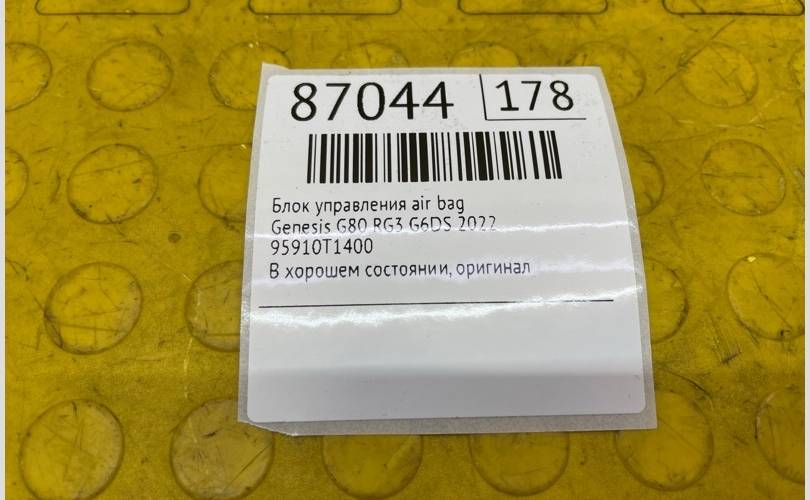 87044 178
Блок управления air bag
Genesis G80 RG3 G6DS 2022
95910T1400
В хорошем состоянии, оригинал